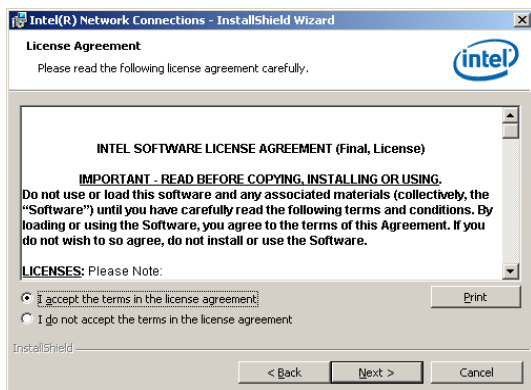 Intel(R) Network Connections - InstallShield Wizard
License Agreement
Please read the following license agreement carefully.
intel
INTEL SOFTWARE LICENSE AGREEMENT (Final, License)
IMPORTANT - READ BEFORE COPYING, INSTALLING OR USING.
Do not use or load this software and any associated materials (collectively, the
“Software”) until you have carefully read the following terms and conditions. By
loading or using the Software, you agree to the terms of this Agreement. If you
do not wish to so agree, do not install or use the Software.
LICENSES: Please Note:
I accept the terms in the license agreement
Print
I do not accept the terms in the license agreement
InstallShield
< Back
Next >
Cancel